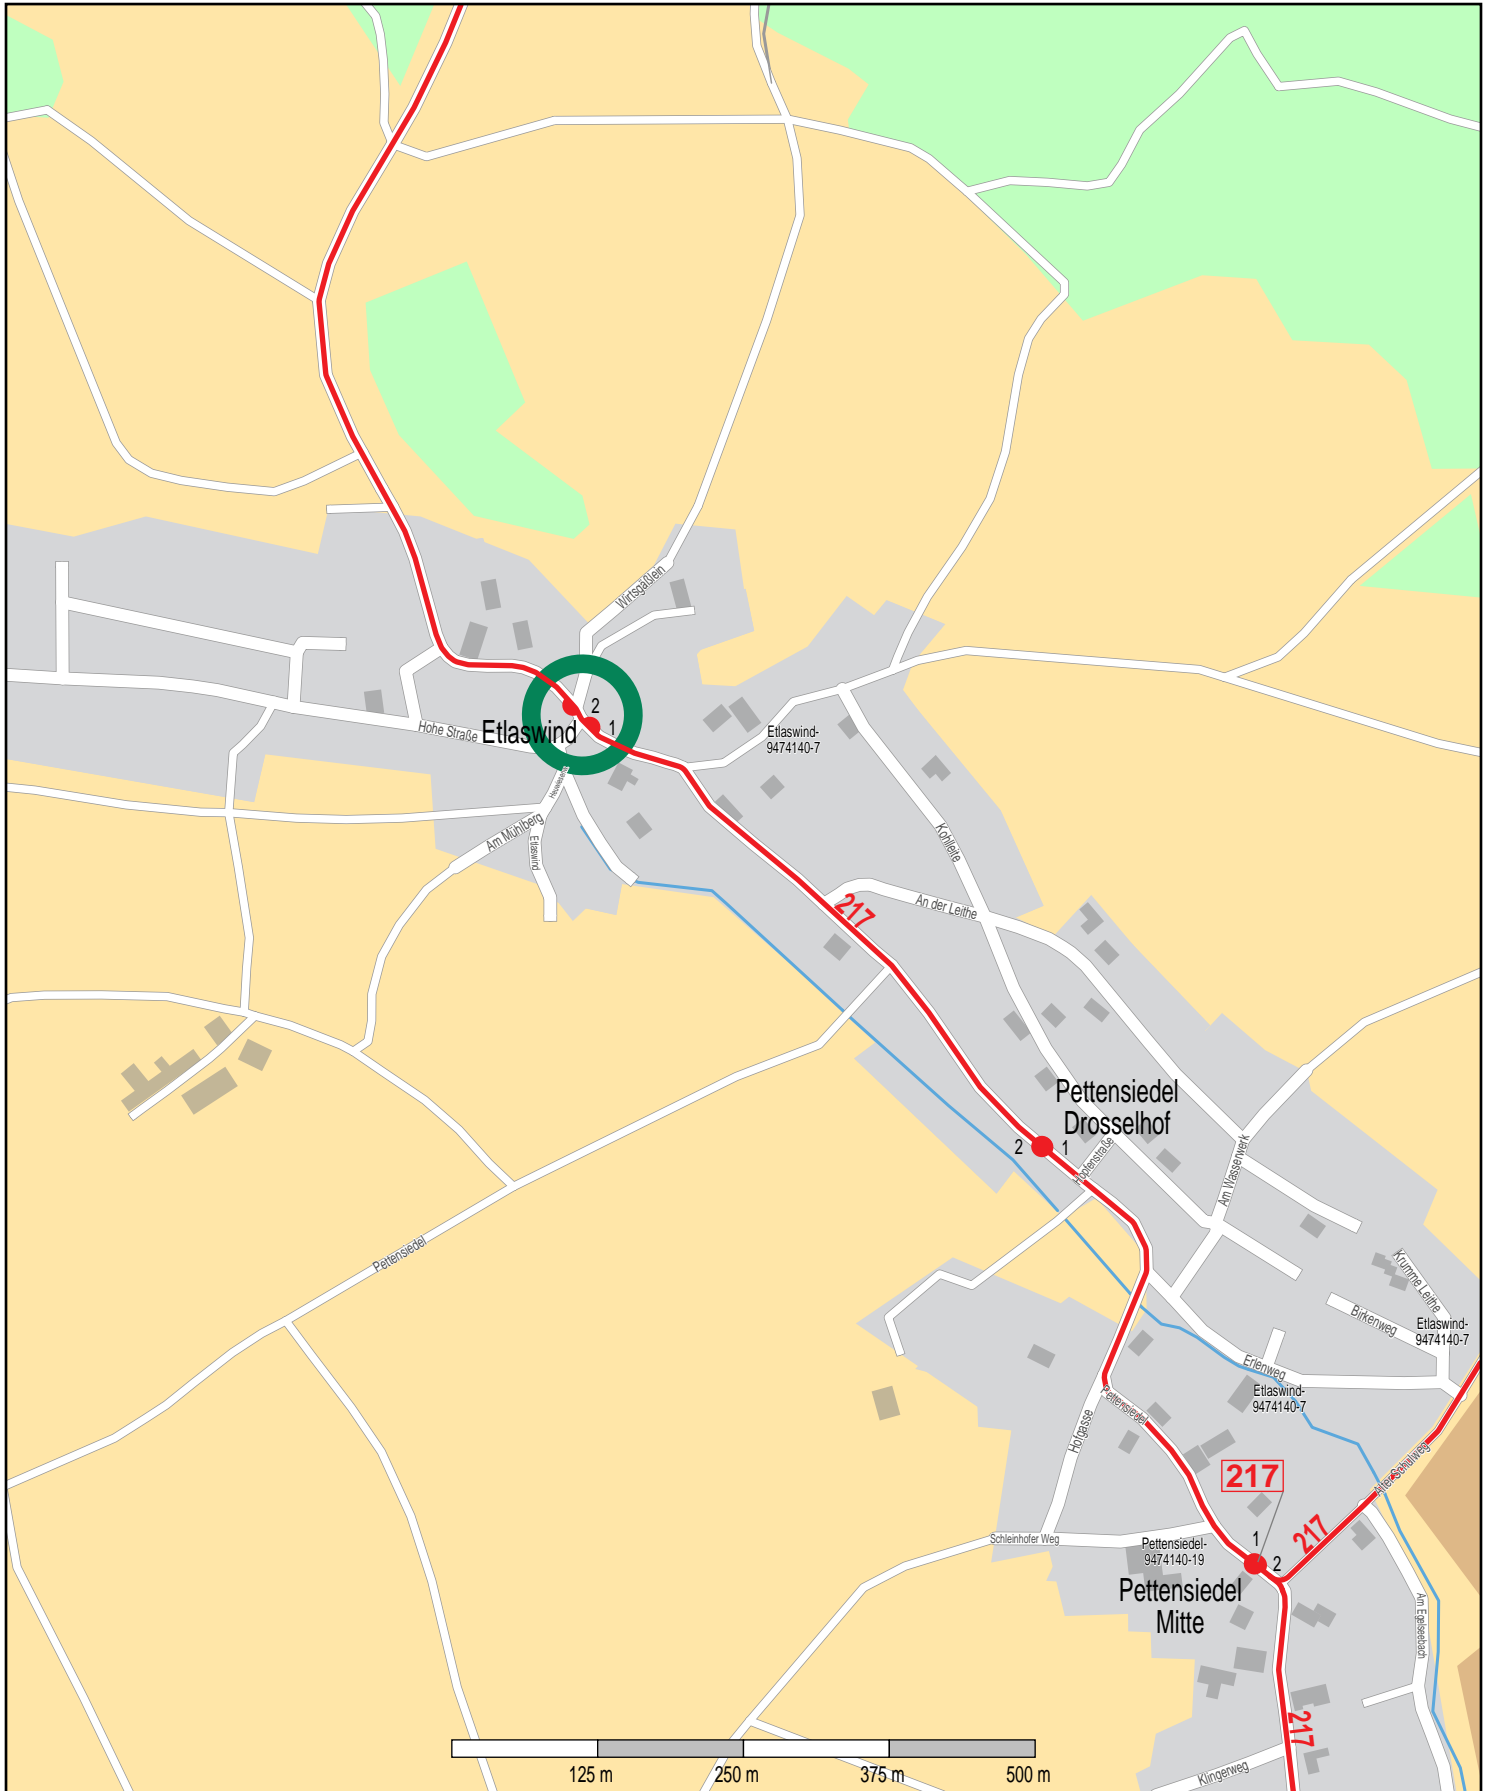 Wirtsgäßlein
2
1
Etlaswind
Hohe Straße
Etlaswind-
9474140-7
Am Mühlberg
Etlaswind
Kohlleite
217
An der Leithe
Pettensiedel
Drosselhof
2
1
Hopfenstraße
Am Wasserwerk
Pettensiedel
Krumme Leithe
Birkenweg
Etlaswind-
9474140-7
Erlenweg
Etlaswind-
9474140-7
Pettensiedel
Hofgasse
Alter Schulweg
217
217
Schleinhofer Weg
Pettensiedel-
9474140-19
1
2
Pettensiedel
Mitte
Am Egelseebach
217
Klingerweg
125 m
250 m
375 m
500 m